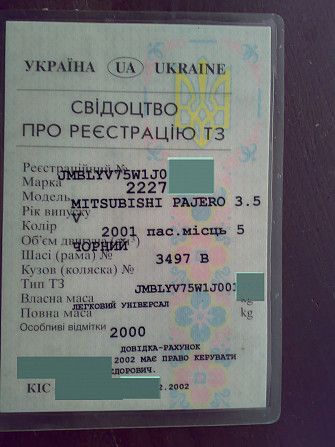 УКРАЇНА UA UKRAINE
СВІДОЦТВО
ПРО РЕЄСТРАЦІЮ ТЗ
Реєстраційний №
JMBLYV75W1J0
Марка
2227
Модель
MITSUBISHI PAJERO 3.5
Рік випуску
V
Колір
2001 пас.місць 5
Об'єм двигуна
ЧОРНИЙ
Шасі (рама) №
3497 В
Кузов (коляска) №
Тип ТЗ
JMBLYV75W1J001
Власна маса
kg
ЛЕГКОВИЙ УНІВЕРСАЛ
Повна маса
kg
Особливі відмітки
2000
ДОВІДКА-РАХУНОК
2002 МАЄ ПРАВО КЕРУВАТИ
ДОРОВИЧ.
КІС
2.2002